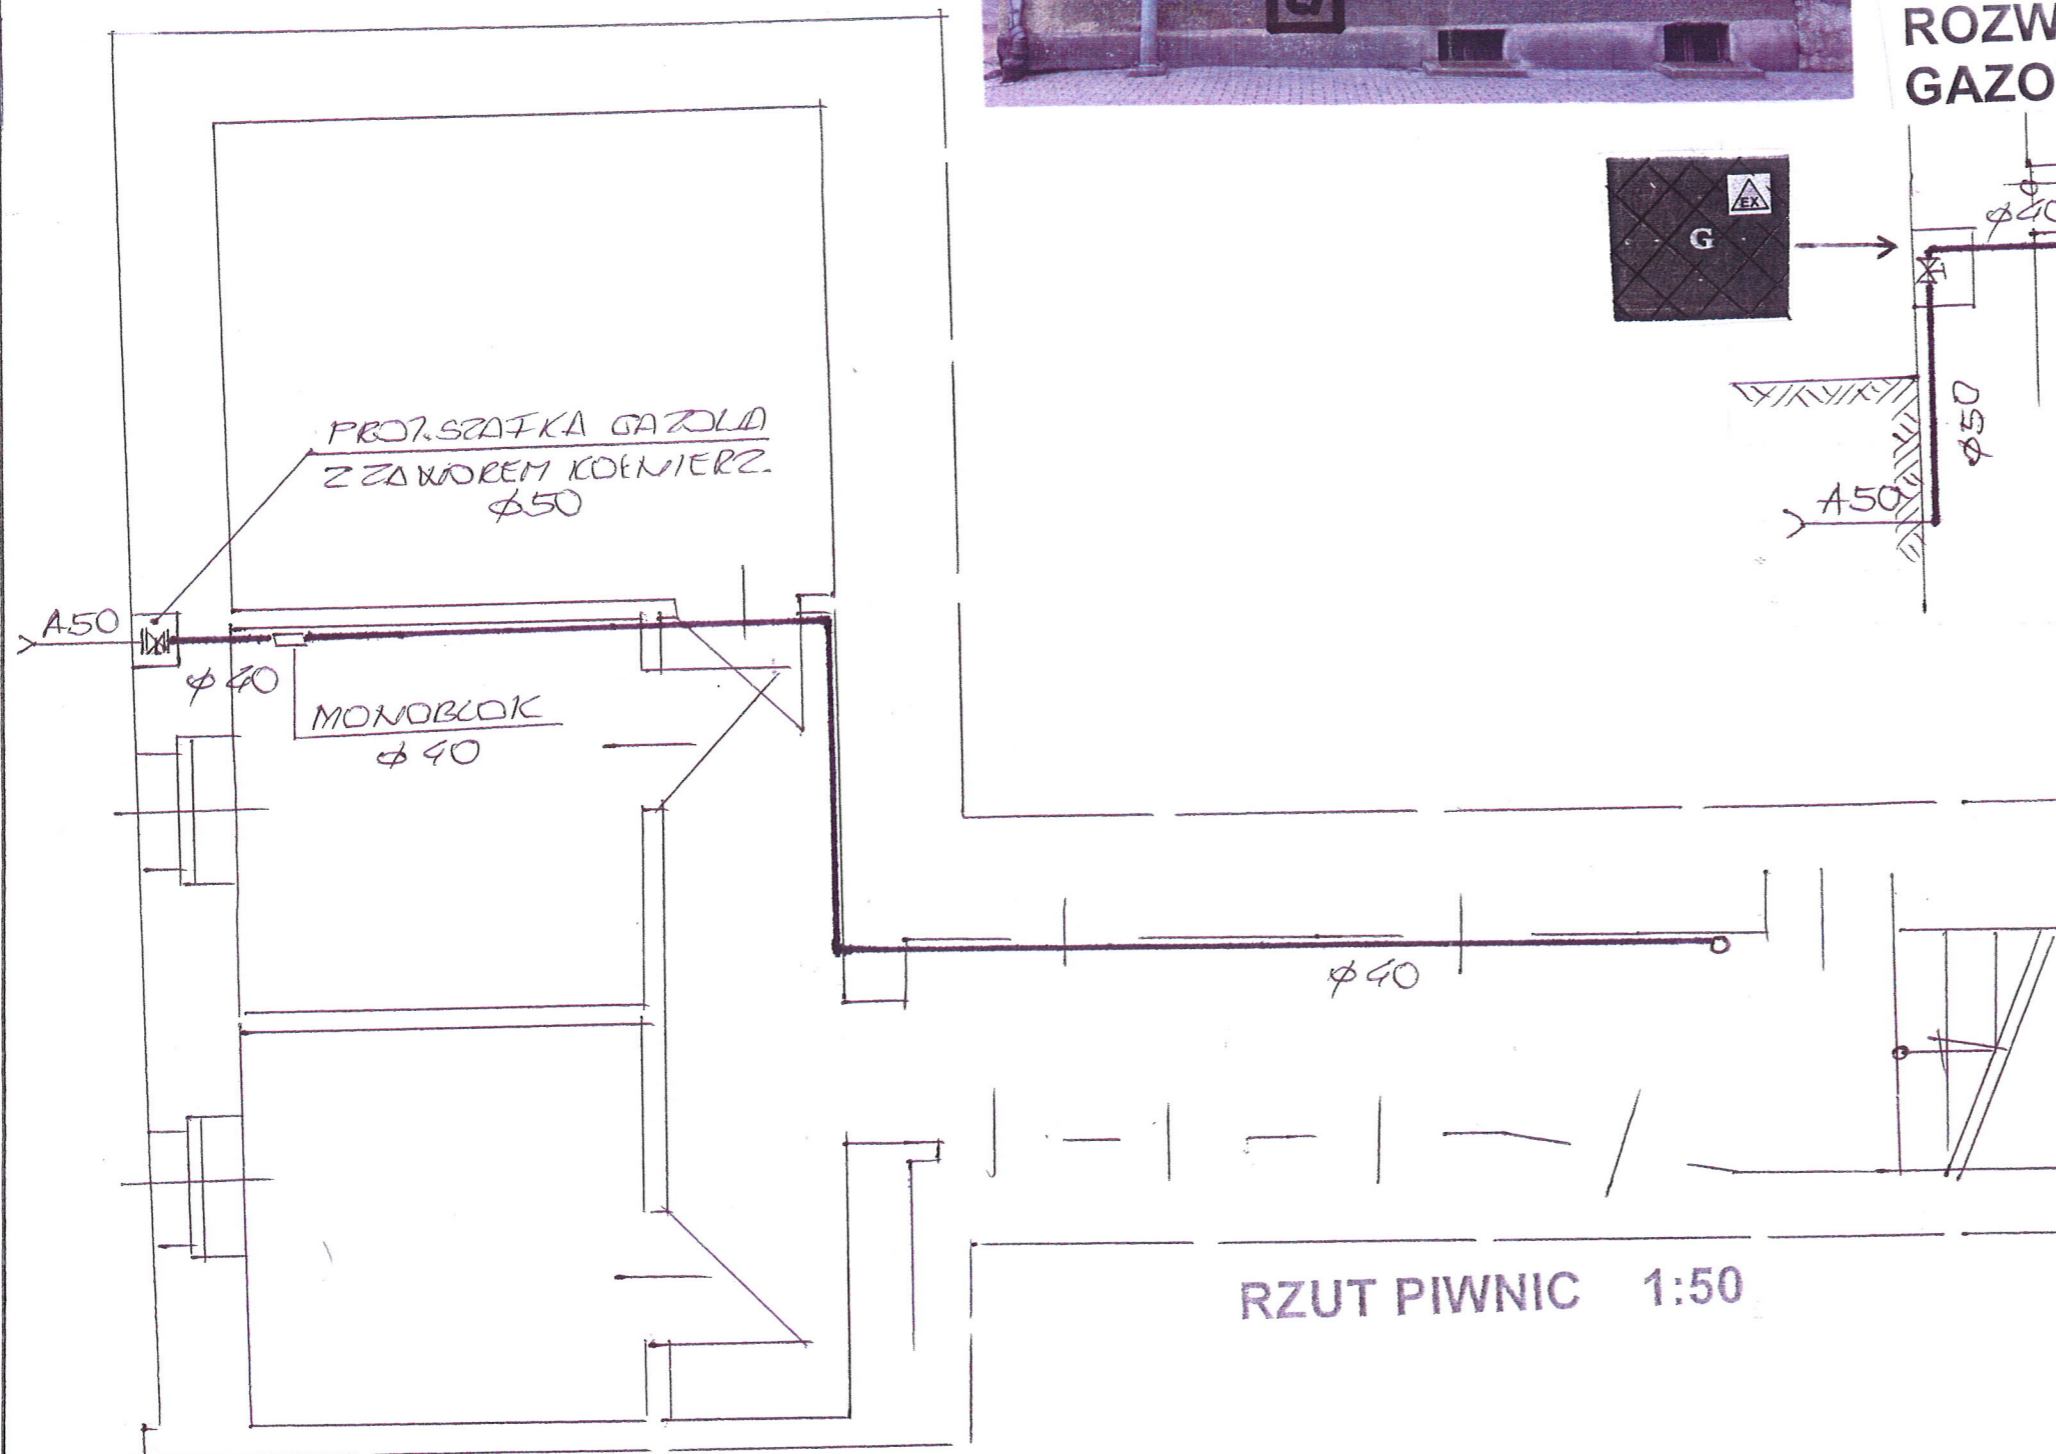 ROZW
GAZO
EX
G
ø40
ø50
A50
PROJ. SZAFKA GAZOWA
Z ZAWOREM KOŁNIERZ.
ø50
A50
ø40
MONOBLOK
ø40
ø40
RZUT PIWNIC 1:50